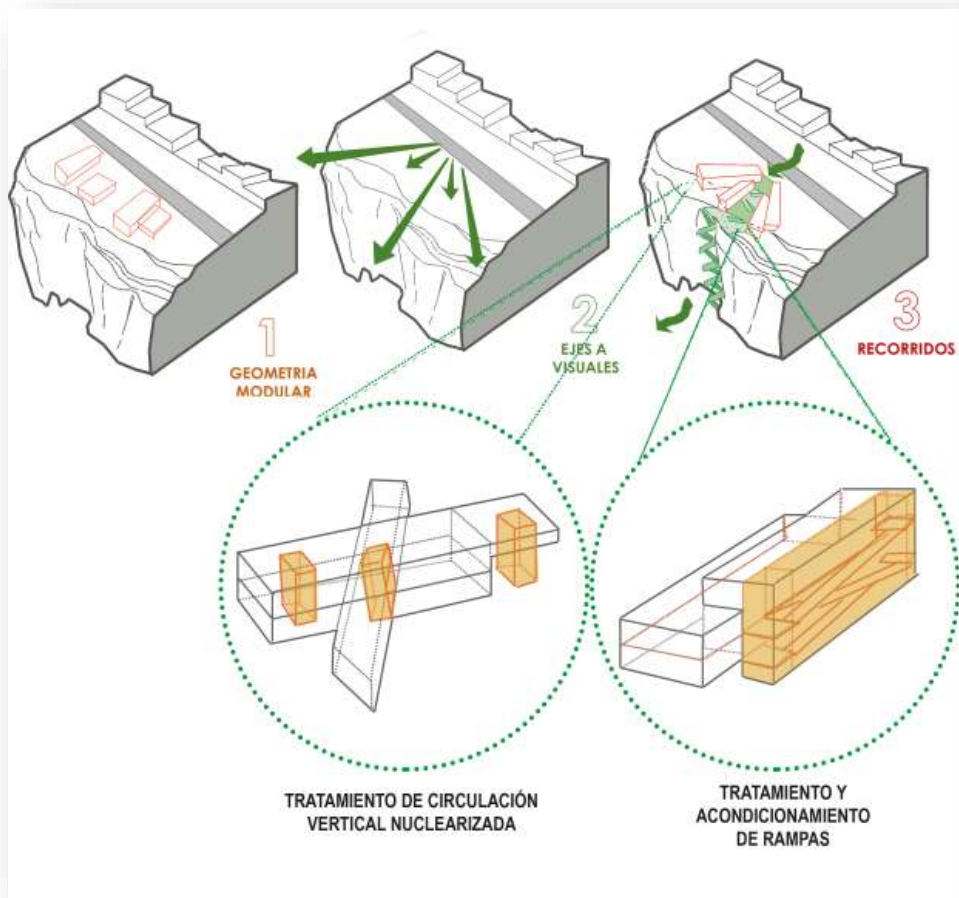 1
GEOMETRIA
MODULAR
2
EJES A
VISUALES
3
RECORRIDOS
TRATAMIENTO DE CIRCULACIÓN
VERTICAL NUCLEARIZADA
TRATAMIENTO Y
ACONDICIONAMIENTO
DE RAMPAS